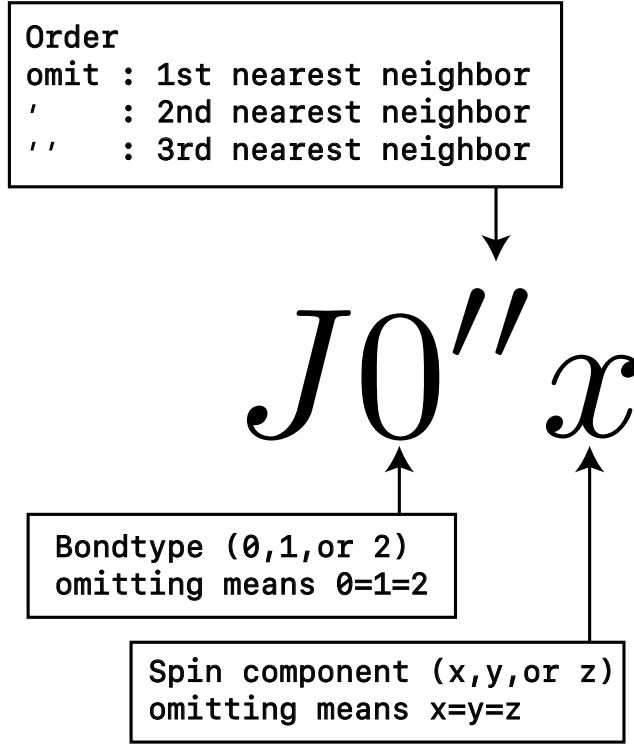 Order
omit : 1st nearest neighbor
′ : 2nd nearest neighbor
′′ : 3rd nearest neighbor
J0′′x
Bondtype (0,1,or 2)
omitting means 0=1=2
Spin component (x,y,or z)
omitting means x=y=z